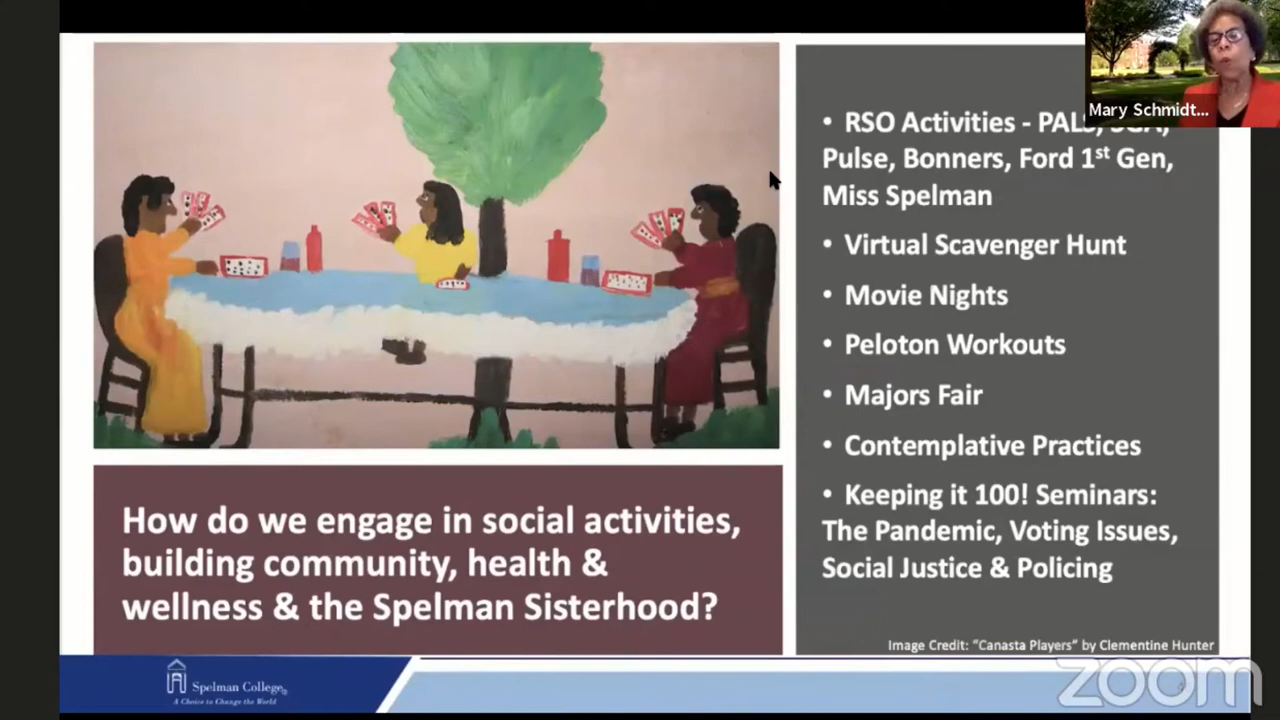 Mary Schmidt...
• RSO Activities - PALS, SGA,
Pulse, Bonners, Ford 1st Gen,
Miss Spelman
• Virtual Scavenger Hunt
• Movie Nights
• Peloton Workouts
• Majors Fair
• Contemplative Practices
• Keeping it 100! Seminars:
The Pandemic, Voting Issues,
Social Justice & Policing
How do we engage in social activities,
building community, health &
wellness & the Spelman Sisterhood?
Image Credit: “Canasta Players” by Clementine Hunter
Spelman College®
A Choice to Change the World
zoom